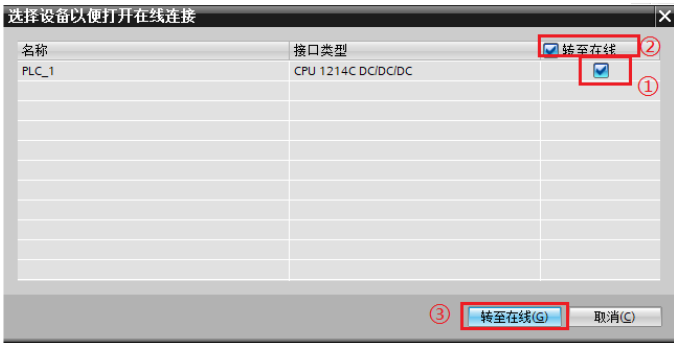 选择设备以便打开在线连接
名称 接口类型 转至在线 ②
PLC_1 CPU 1214C DC/DC/DC
①
③ 转至在线(G) 取消(C)